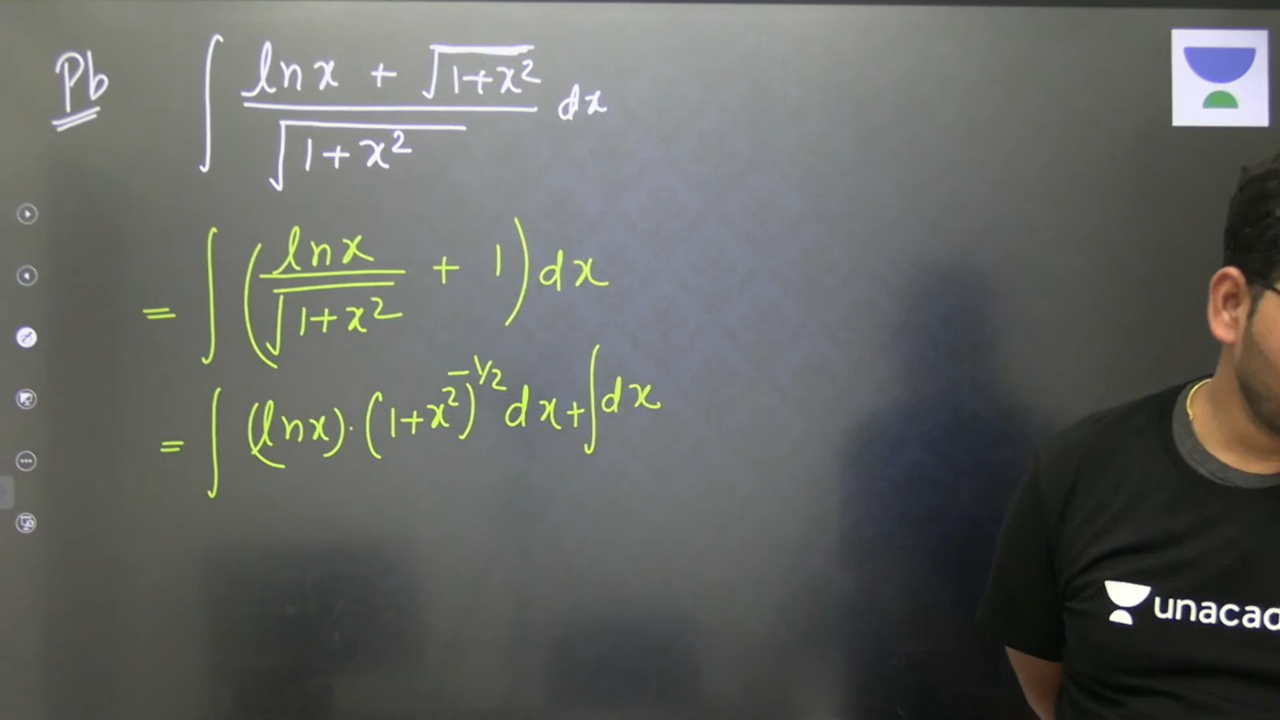 Pb ∫ (ln x + √(1+x²)) / √(1+x²) dx
= ∫ (ln x / √(1+x²) + 1) dx
= ∫ (ln x) · (1+x²)^(-1/2) dx + ∫ dx
unacad